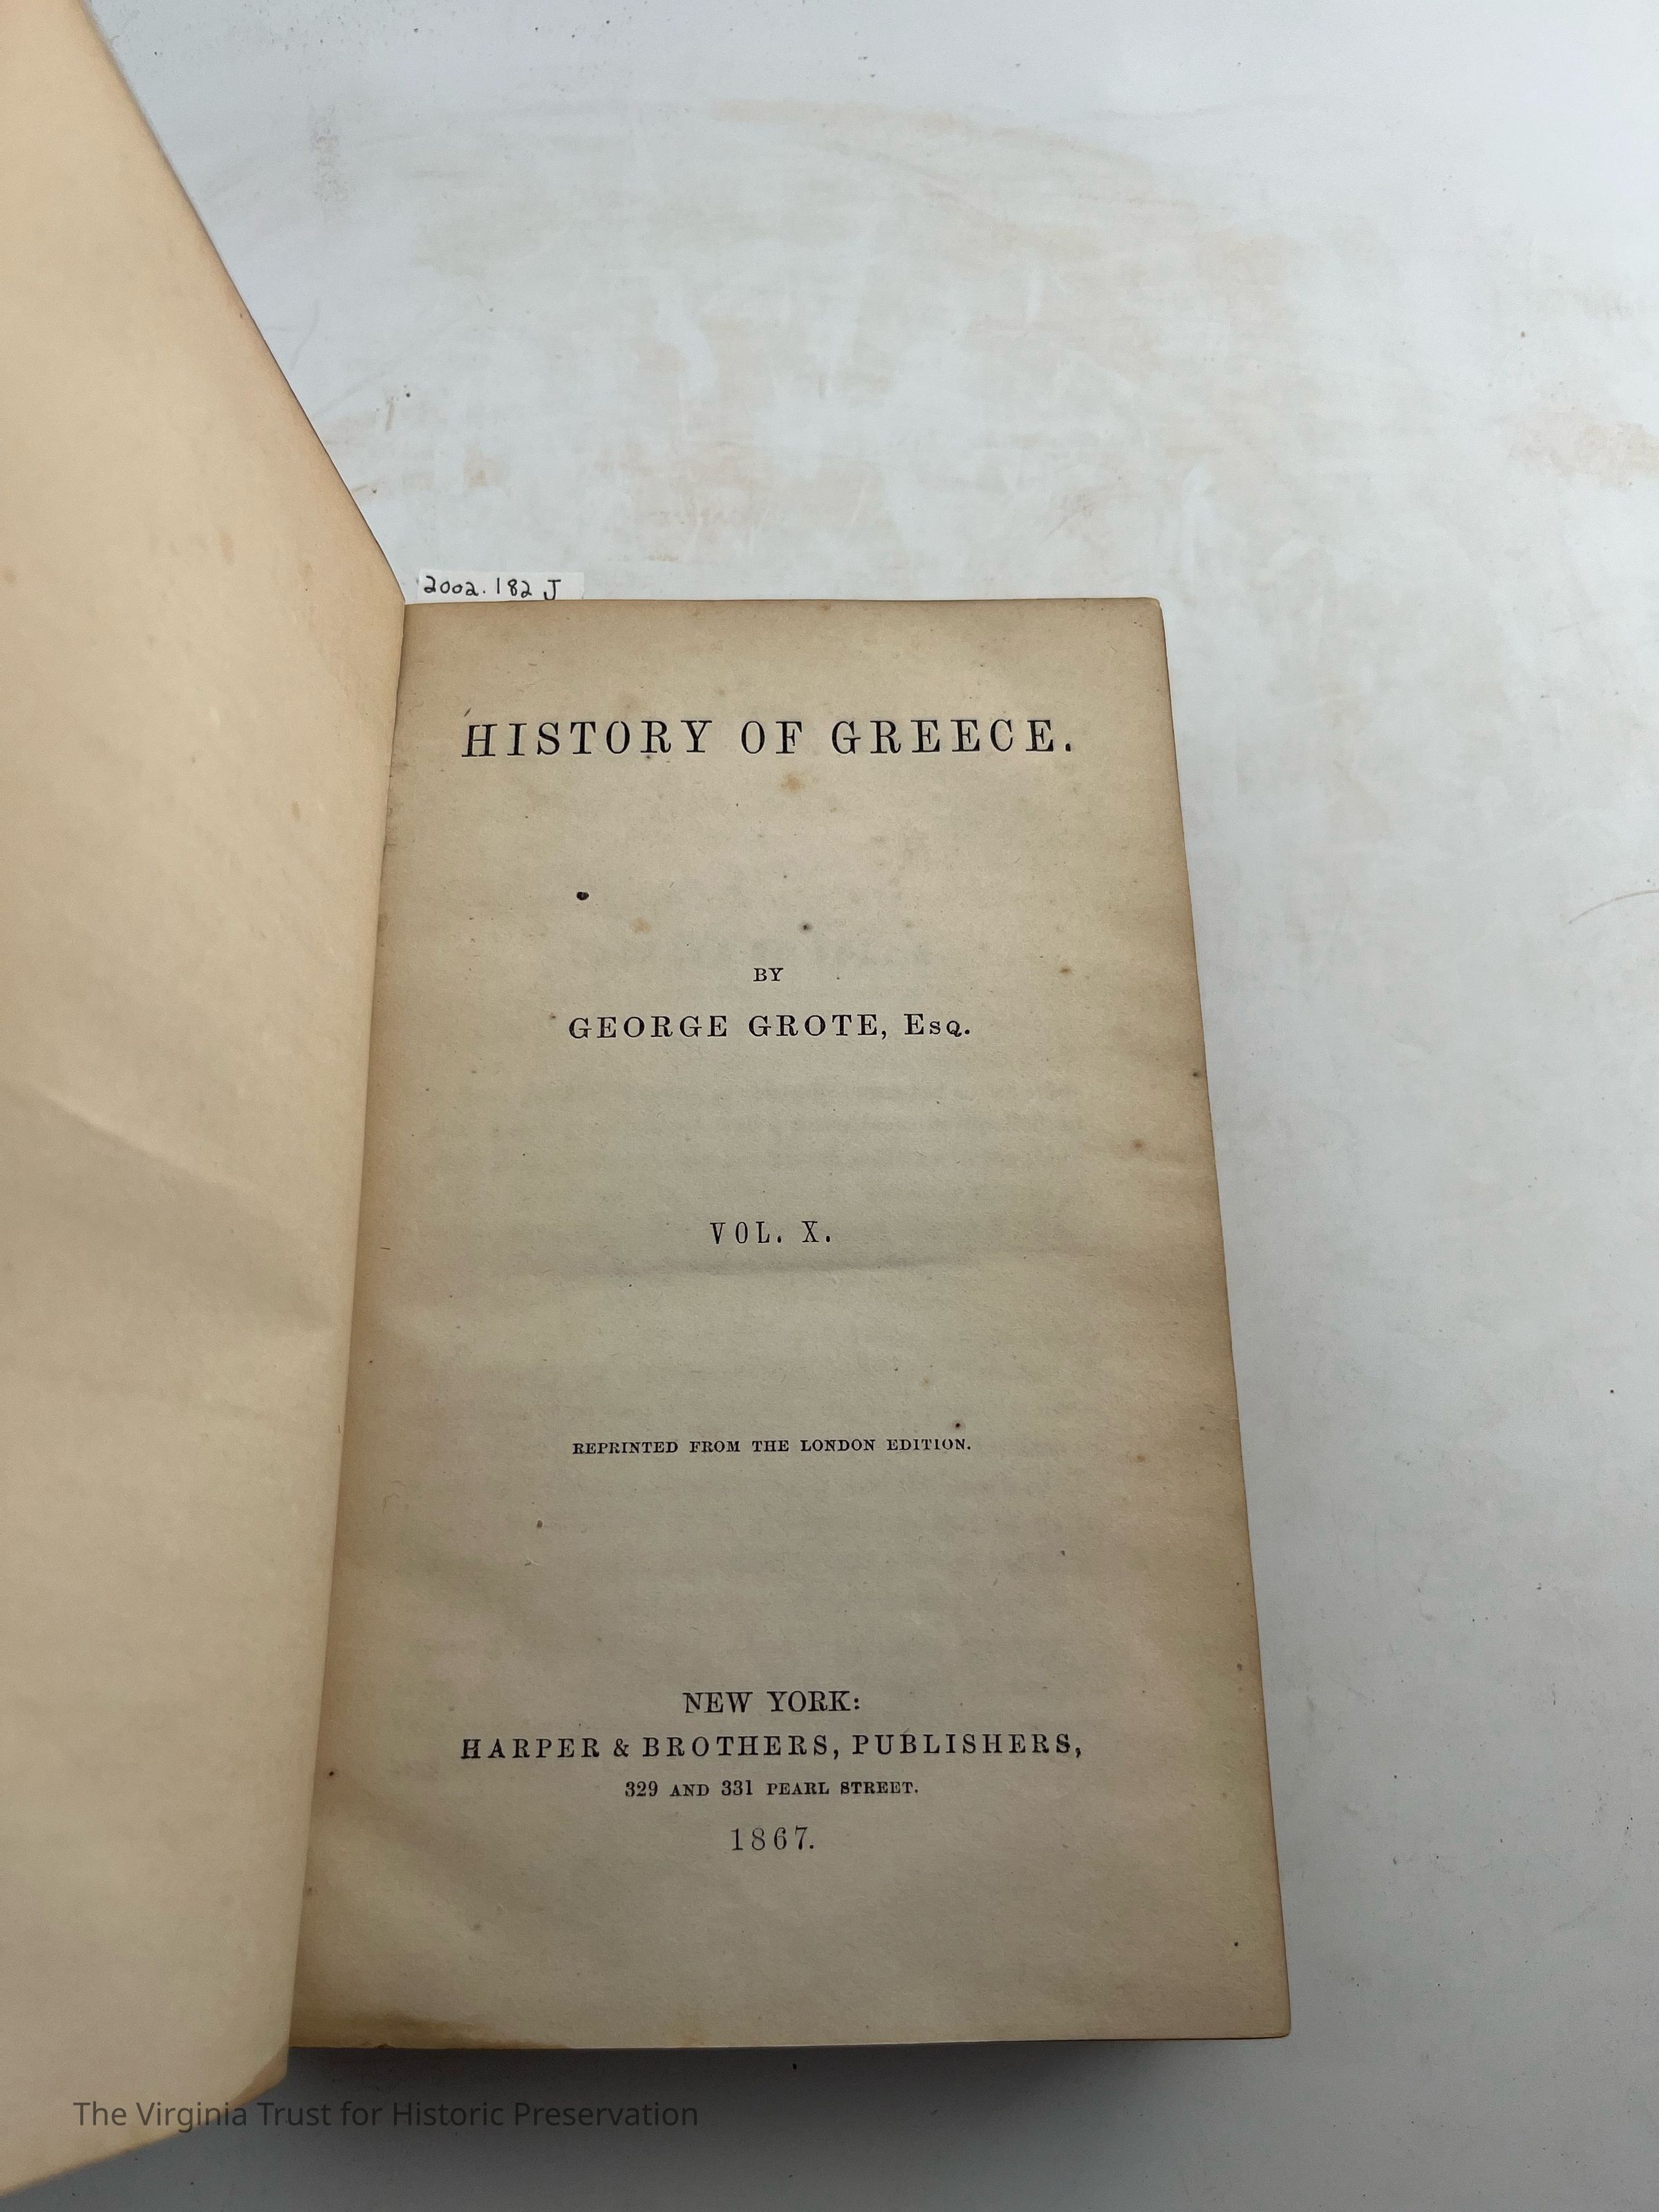 2002.182 J
HISTORY OF GREECE.
BY
GEORGE GROTE, Esq.
VOL. X.
REPRINTED FROM THE LONDON EDITION.
NEW YORK:
HARPER & BROTHERS, PUBLISHERS,
329 AND 331 PEARL STREET.
1867.
The Virginia Trust for Historic Preservation